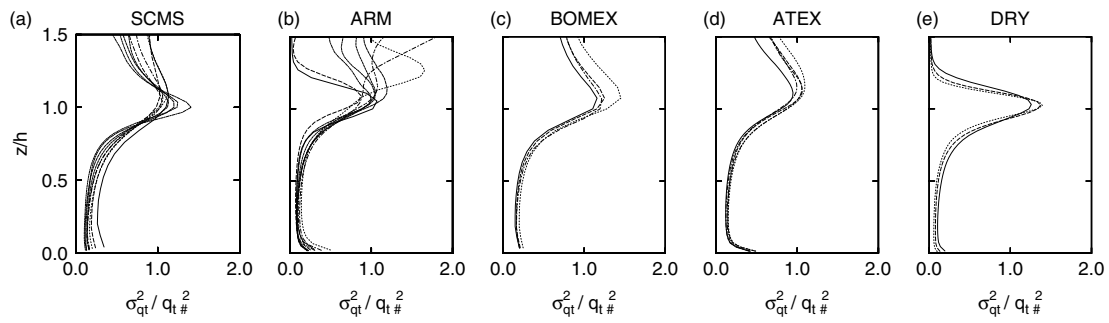 (a) SCMS (b) ARM (c) BOMEX (d) ATEX (e) DRY
1.5
1.0
z/h
0.5
0.0
0.0 1.0 2.0 0.0 1.0 2.0 0.0 1.0 2.0 0.0 1.0 2.0 0.0 1.0 2.0
σ²qt / qt #² σ²qt / qt #² σ²qt / qt #² σ²qt / qt #² σ²qt / qt #²